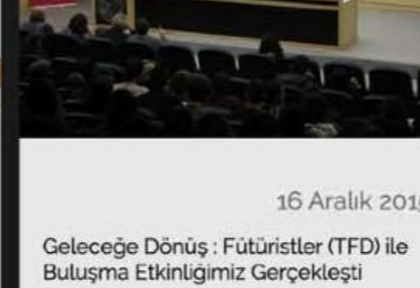 16 Aralık 201
Geleceğe Dönüş : Fütüristler (TFD) ile
Buluşma Etkinliğimiz Gerçekleşti